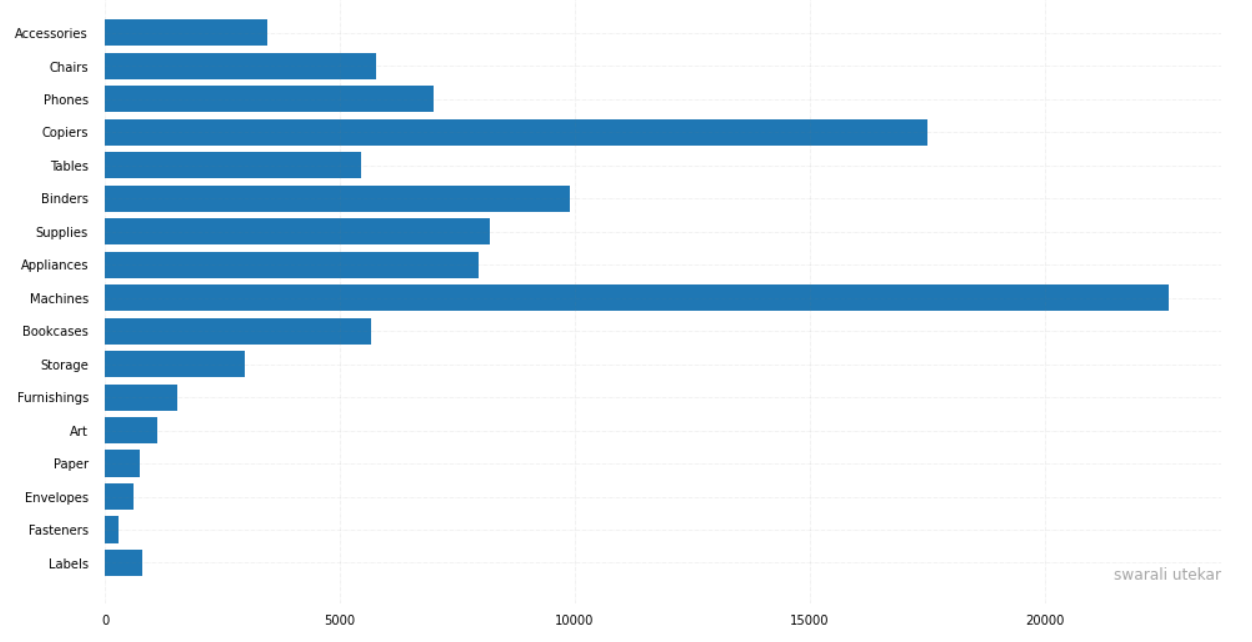 Accessories
Chairs
Phones
Copiers
Tables
Binders
Supplies
Appliances
Machines
Bookcases
Storage
Furnishings
Art
Paper
Envelopes
Fasteners
Labels
swarali utekar
0 5000 10000 15000 20000